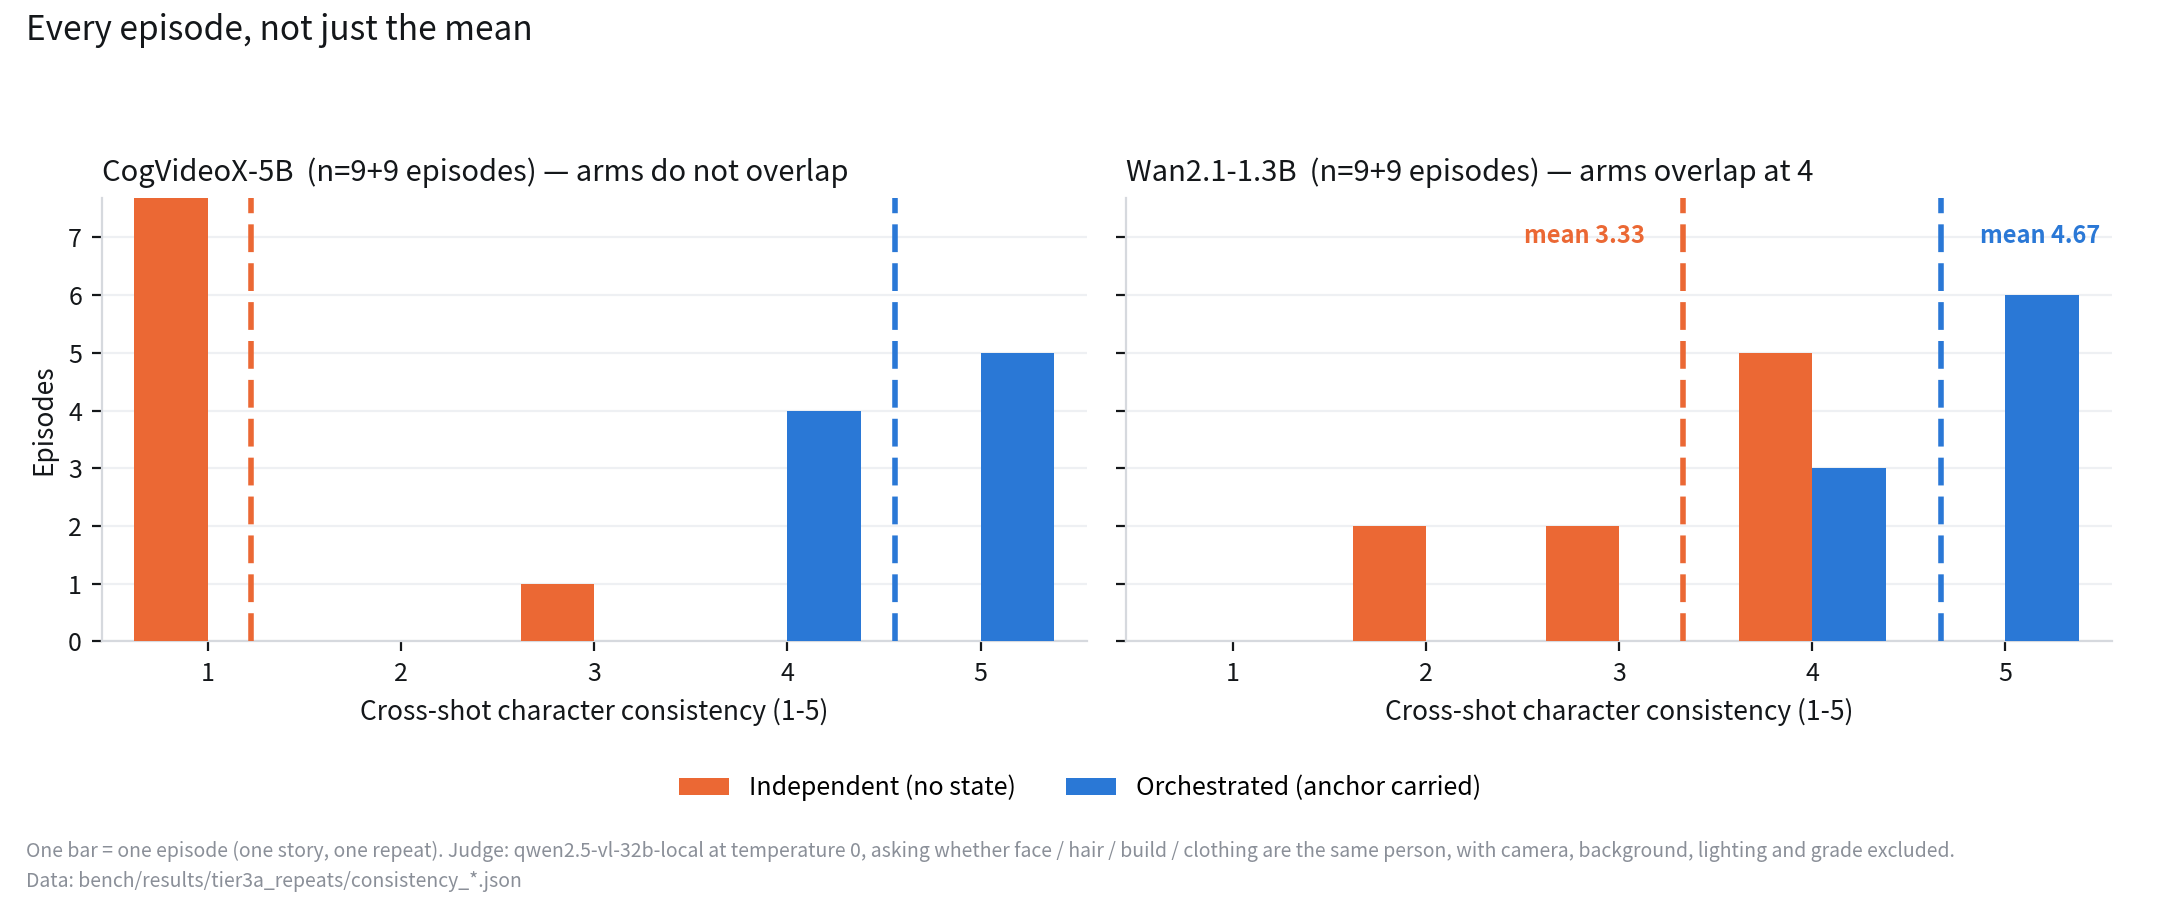 Every episode, not just the mean
CogVideoX-5B (n=9+9 episodes) — arms do not overlap
Wan2.1-1.3B (n=9+9 episodes) — arms overlap at 4
mean 3.33
mean 4.67
7
6
5
4
3
2
1
0
Episodes
1 2 3 4 5
1 2 3 4 5
Cross-shot character consistency (1-5)
Cross-shot character consistency (1-5)
Independent (no state)
Orchestrated (anchor carried)
One bar = one episode (one story, one repeat). Judge: qwen2.5-vl-32b-local at temperature 0, asking whether face / hair / build / clothing are the same person, with camera, background, lighting and grade excluded.
Data: bench/results/tier3a_repeats/consistency_*.json